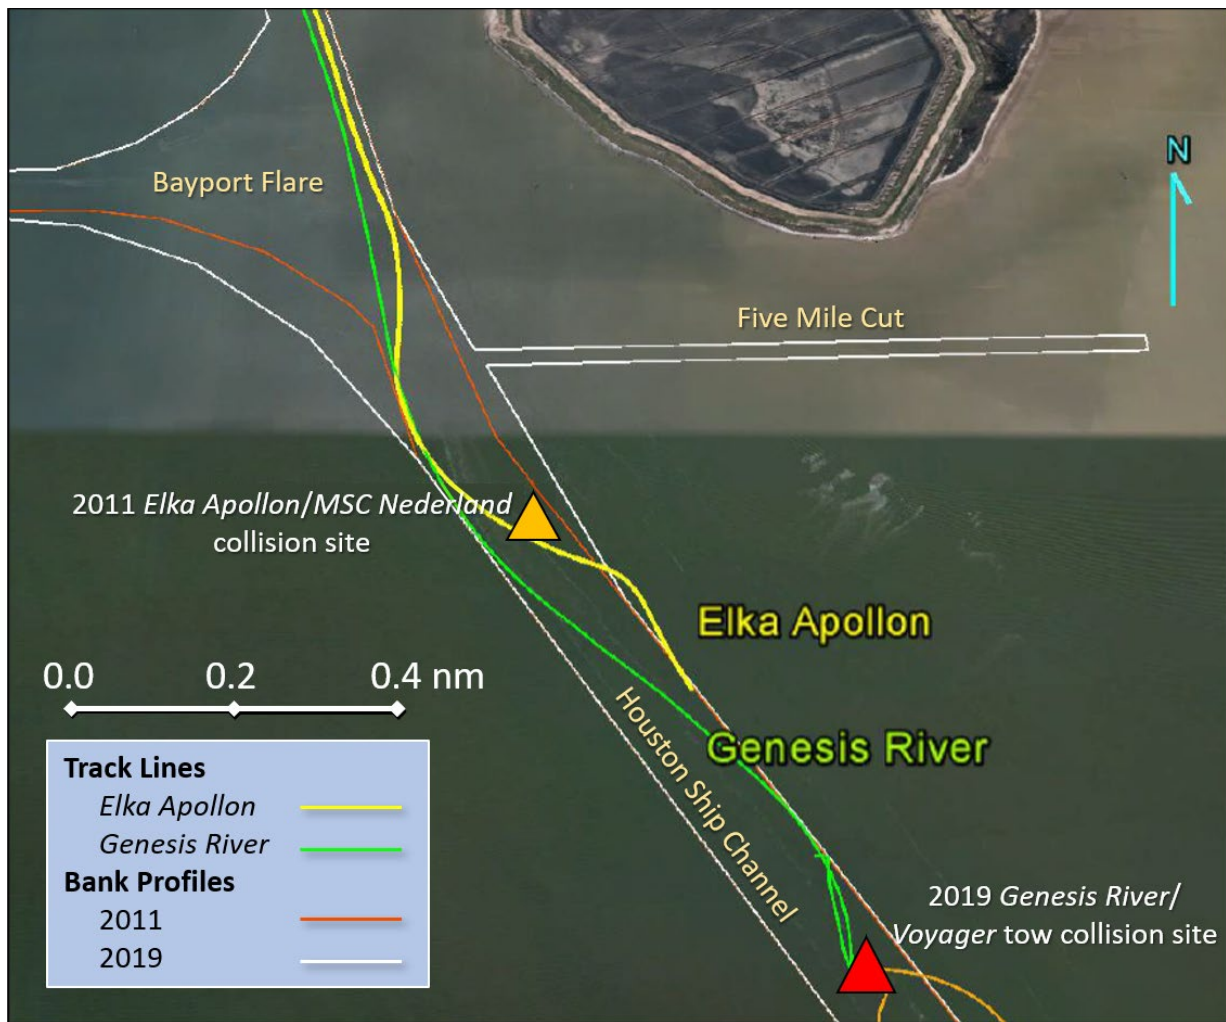 N
Bayport Flare
Five Mile Cut
2011 Elka Apollon/MSC Nederland
collision site
Elka Apollon
0.0 0.2 0.4 nm
Houston Ship Channel
Genesis River
Track Lines
Elka Apollon
Genesis River
Bank Profiles
2011
2019
2019 Genesis River/
Voyager tow collision site